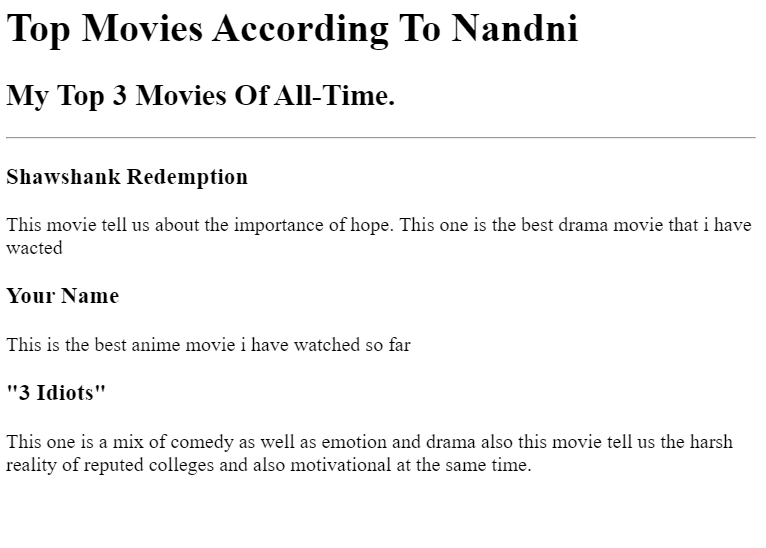 Top Movies According To Nandni
My Top 3 Movies Of All-Time.
Shawshank Redemption
This movie tell us about the importance of hope. This one is the best drama movie that i have
wacted
Your Name
This is the best anime movie i have watched so far
"3 Idiots"
This one is a mix of comedy as well as emotion and drama also this movie tell us the harsh
reality of reputed colleges and also motivational at the same time.